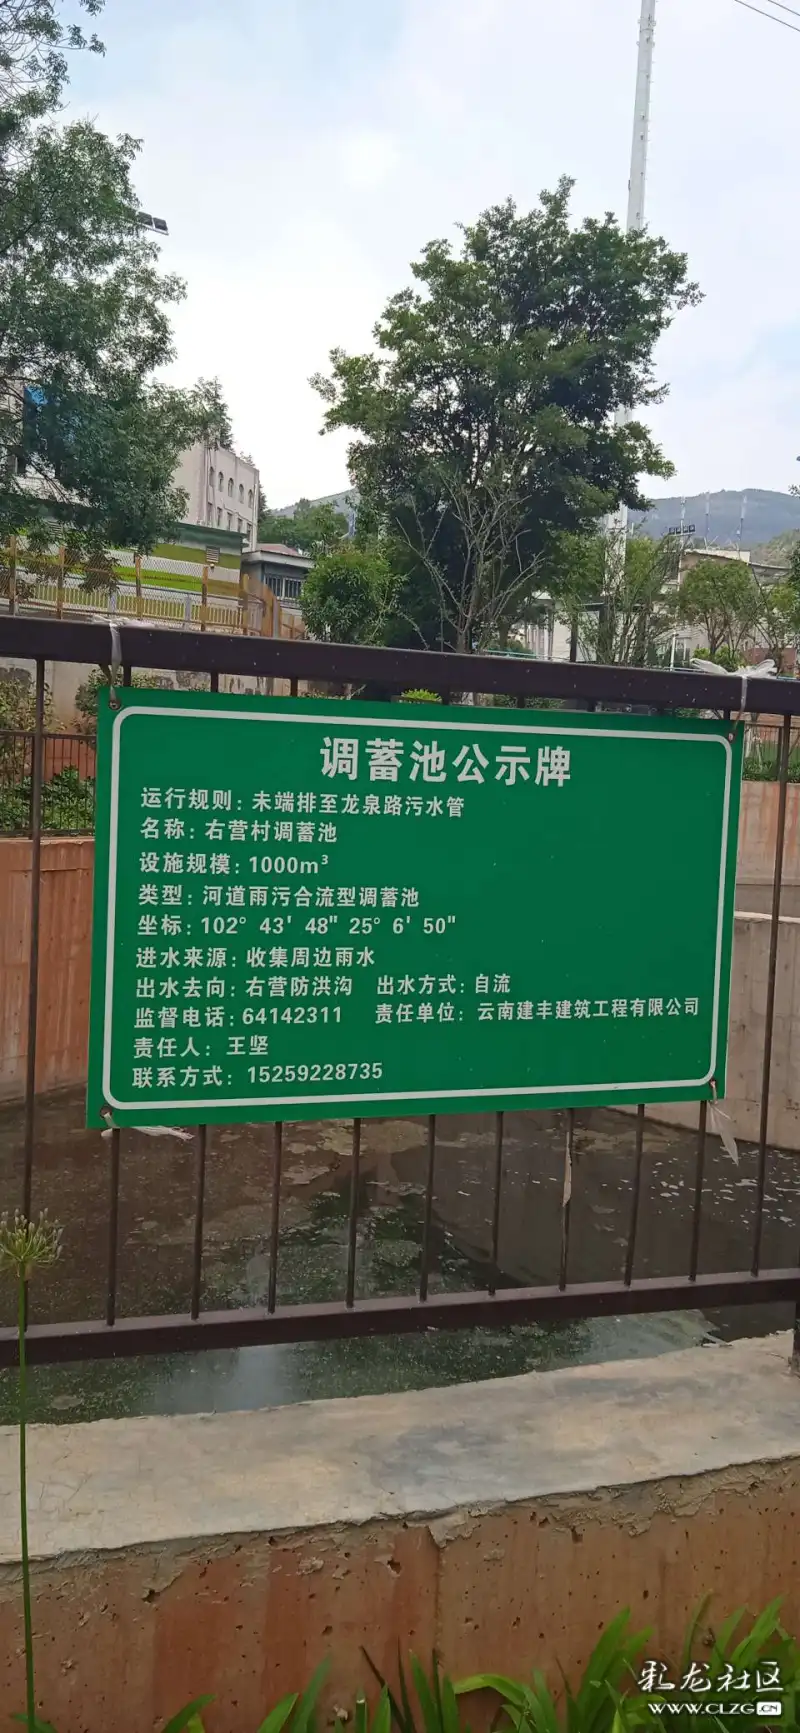 调蓄池公示牌
运行规则：未端排至龙泉路污水管
名称：右营村调蓄池
设施规模：1000m³
类型：河道雨污合流型调蓄池
坐标：102° 43' 48" 25° 6' 50"
进水来源：收集周边雨水
出水去向：右营防洪沟 出水方式：自流
监督电话：64142311 责任单位：云南建丰建筑工程有限公司
责任人：王坚
联系方式：15259228735
彩龙社区
WWW.CLZG.CN